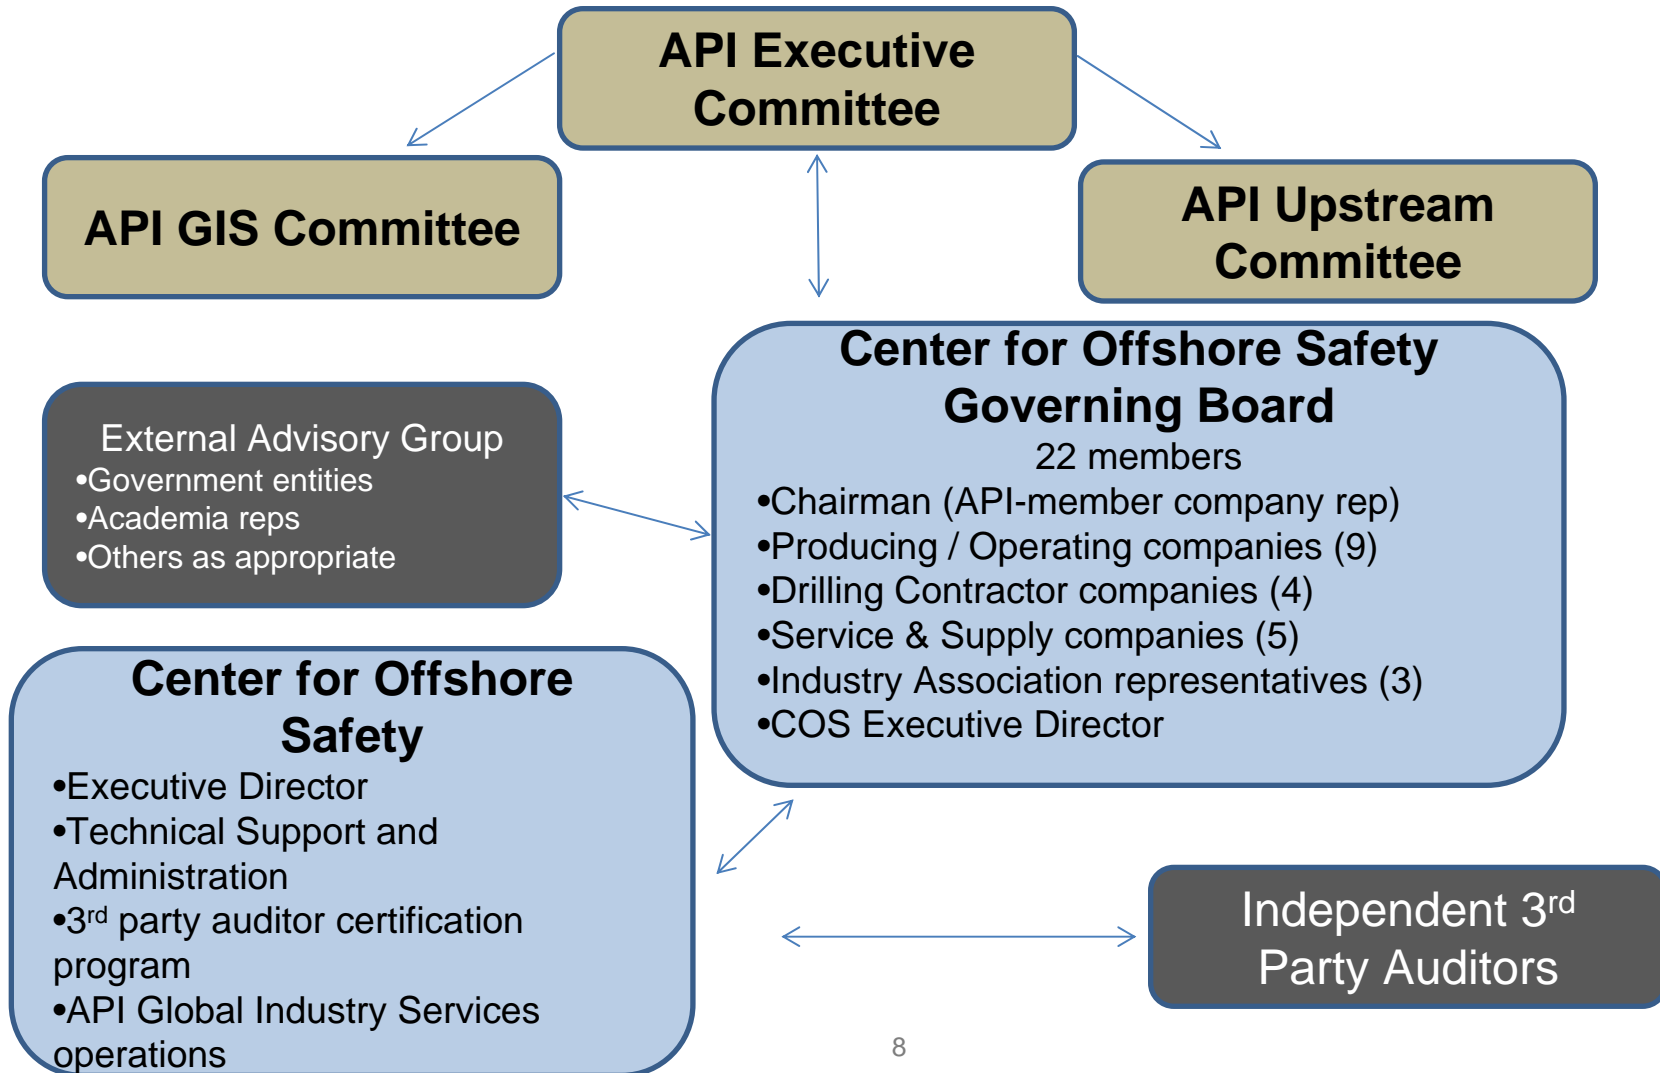 API Executive
Committee
API GIS Committee
API Upstream
Committee
Center for Offshore Safety
Governing Board
22 members
•Chairman (API-member company rep)
•Producing / Operating companies (9)
•Drilling Contractor companies (4)
•Service & Supply companies (5)
•Industry Association representatives (3)
•COS Executive Director
External Advisory Group
•Government entities
•Academia reps
•Others as appropriate
Center for Offshore
Safety
•Executive Director
•Technical Support and
Administration
•3rd party auditor certification
program
•API Global Industry Services
operations
Independent 3rd
Party Auditors
8